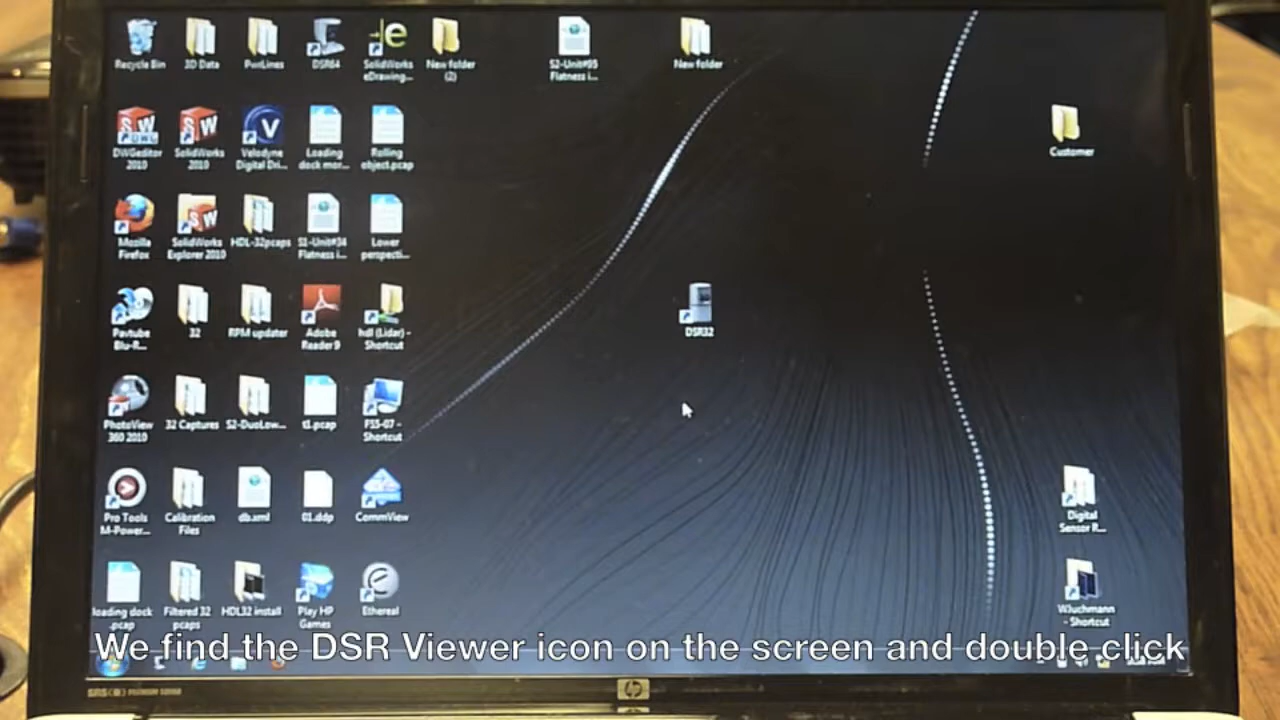 Recycle Bin
3D Data
PwrLines
DSR64
SolidWorks
eDrawing...
New folder
(2)
S2-Unit#95
Flatness i...
New folder
Customer
DWGeditor
2010
SolidWorks
2010
Velodyne
Digital Dri...
Loading
dock mor...
Rolling
object.pcap
Mozilla
Firefox
SolidWorks
Explorer 2010
HDL-32pcaps
S1-Unit#34
Flatness i...
Lower
perspecti...
Pavtube
Blu-R...
32
RPM updater
Adobe
Reader 9
hdl (Lidar) -
Shortcut
DSR32
PhotoView
360 2010
32 Captures
S2-DuoLow...
t1.pcap
FS5-07 -
Shortcut
Pro Tools
M-Power...
Calibration
Files
db.xml
01.ddp
CommView
Digital
Sensor R...
loading dock
.pcap
Filtered 32
pcaps
HDL32 install
Play HP
Games
Ethereal
WJuchmann
- Shortcut
We find the DSR Viewer icon on the screen and double click
hp